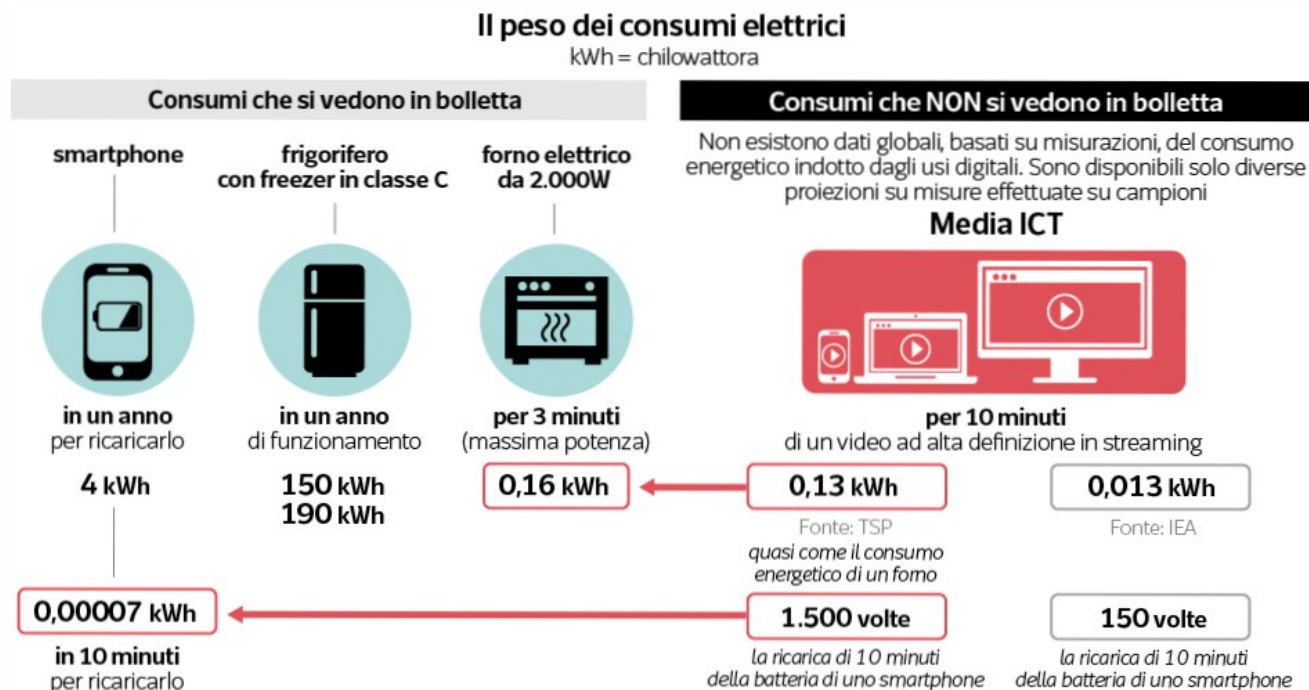 Il peso dei consumi elettrici
kWh = chilowattora
Consumi che si vedono in bolletta
smartphone
frigorifero
con freezer in classe C
forno elettrico
da 2.000W
in un anno
per ricaricarlo
in un anno
di funzionamento
per 3 minuti
(massima potenza)
4 kWh
150 kWh
190 kWh
0,16 kWh
0,00007 kWh
in 10 minuti
per ricaricarlo
Consumi che NON si vedono in bolletta
Non esistono dati globali, basati su misurazioni, del consumo
energetico indotto dagli usi digitali. Sono disponibili solo diverse
proiezioni su misure effettuate su campioni
Media ICT
per 10 minuti
di un video ad alta definizione in streaming
0,13 kWh
Fonte: TSP
quasi come il consumo
energetico di un forno
1.500 volte
la ricarica di 10 minuti
della batteria di uno smartphone
0,013 kWh
Fonte: IEA
150 volte
la ricarica di 10 minuti
della batteria di uno smartphone